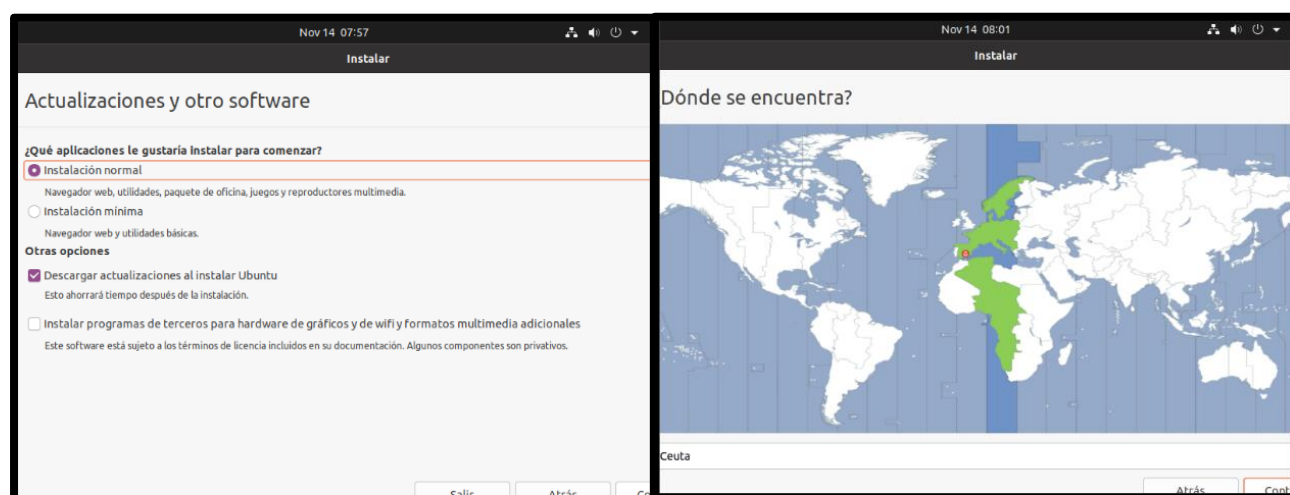 Nov 14 07:57
Instalar
Actualizaciones y otro software
¿Qué aplicaciones le gustaría instalar para comenzar?
Instalación normal
Navegador web, utilidades, paquete de oficina, juegos y reproductores multimedia.
Instalación mínima
Navegador web y utilidades básicas.
Otras opciones
Descargar actualizaciones al instalar Ubuntu
Esto ahorrará tiempo después de la instalación.
Instalar programas de terceros para hardware de gráficos y de wifi y formatos multimedia adicionales
Este software está sujeto a los términos de licencia incluidos en su documentación. Algunos componentes son privativos.
Salir Atrás Co
Nov 14 08:01
Instalar
Dónde se encuentra?
Ceuta
Atrás Cont